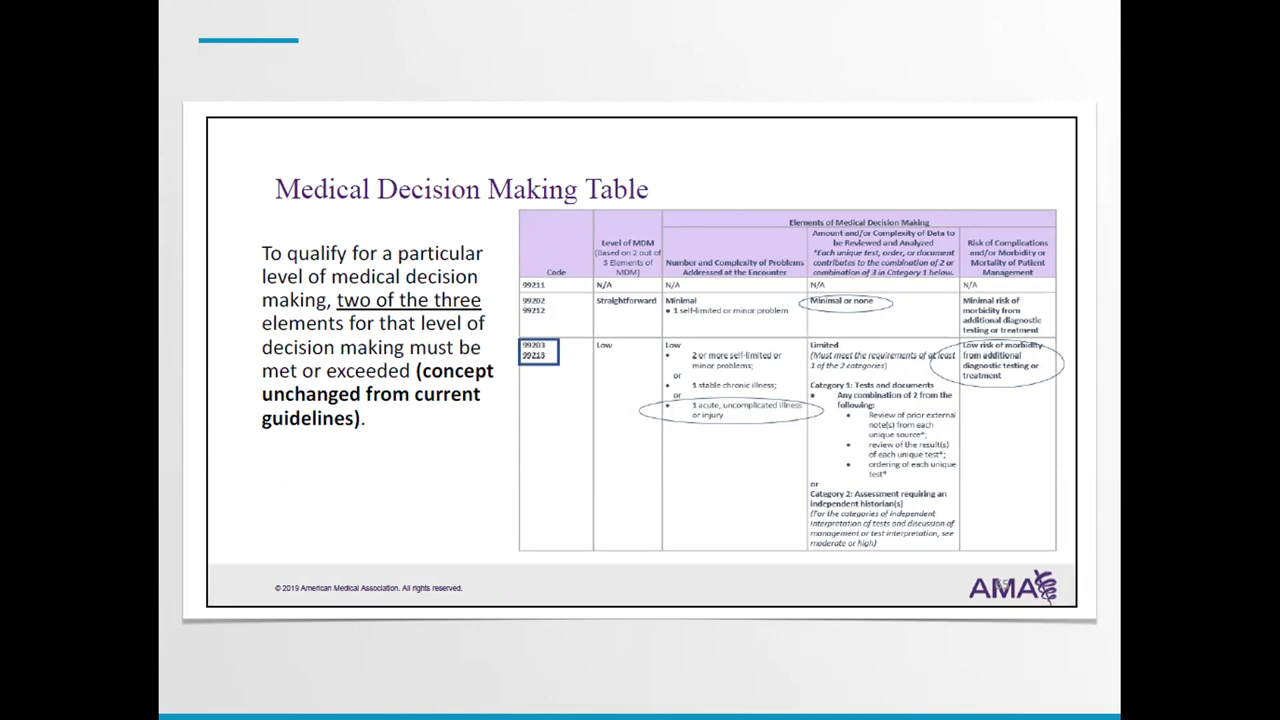 Medical Decision Making Table
To qualify for a particular
level of medical decision
making, two of the three
elements for that level of
decision making must be
met or exceeded (concept
unchanged from current
guidelines).
Elements of Medical Decision Making
Code
Level of MDM
(Based on 2 out of
3 Elements of
MDM)
Number and Complexity of Problems
Addressed at the Encounter
Amount and/or Complexity of Data to
be Reviewed and Analyzed
*Each unique test, order, or document
contributes to the combination of 2 or
combination of 3 in Category 1 below.
Risk of Complications
and/or Morbidity or
Mortality of Patient
Management
99211
N/A
N/A
N/A
N/A
99202
99212
Straightforward
Minimal
• 1 self-limited or minor problem
Minimal or none
Minimal risk of
morbidity from
additional diagnostic
testing or treatment
99203
99213
Low
Low
• 2 or more self-limited or
minor problems;
or
• 1 stable chronic illness;
or
• 1 acute, uncomplicated illness
or injury
Limited
(Must meet the requirements of at least
1 of the 2 categories)
Category 1: Tests and documents
• Any combination of 2 from the
following:
• Review of prior external
note(s) from each
unique source*;
• review of the result(s)
of each unique test*;
• ordering of each unique
test*
or
Category 2: Assessment requiring an
independent historian(s)
(For the categories of independent
interpretation of tests and discussion of
management or test interpretation, see
moderate or high)
Low risk of morbidity
from additional
diagnostic testing or
treatment
© 2019 American Medical Association. All rights reserved.
AMA